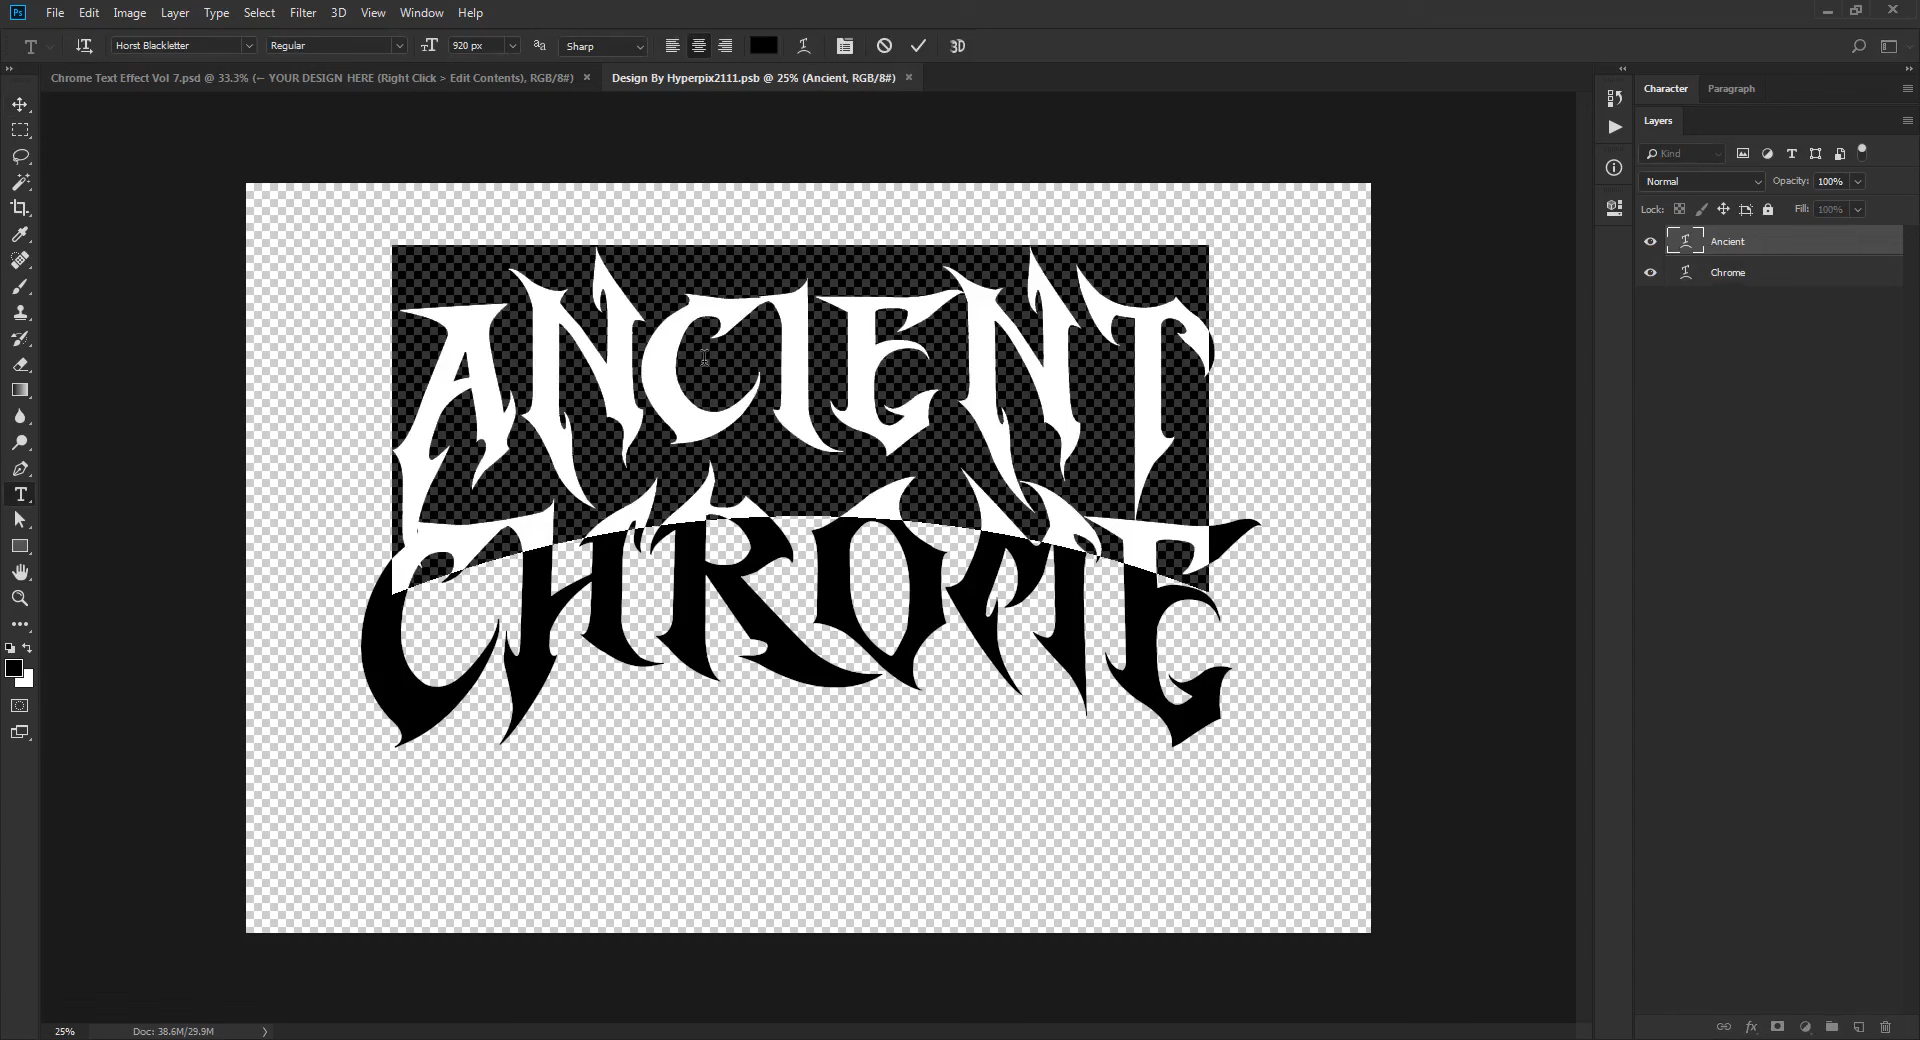 Ps File Edit Image Layer Type Select Filter 3D View Window Help
T Horst Blackletter Regular 920 px aa Sharp 3D
Chrome Text Effect Vol 7.psd @ 33.3% (← YOUR DESIGN HERE (Right Click > Edit Contents), RGB/8#) × Design By Hyperpix2111.psb @ 25% (Ancient, RGB/8#) ×
Character Paragraph
Layers
Kind
Normal Opacity: 100%
Lock: Fill: 100%
Ancient
Chrome
ANCIENT
CHROME
25% Doc: 38.6M/29.9M